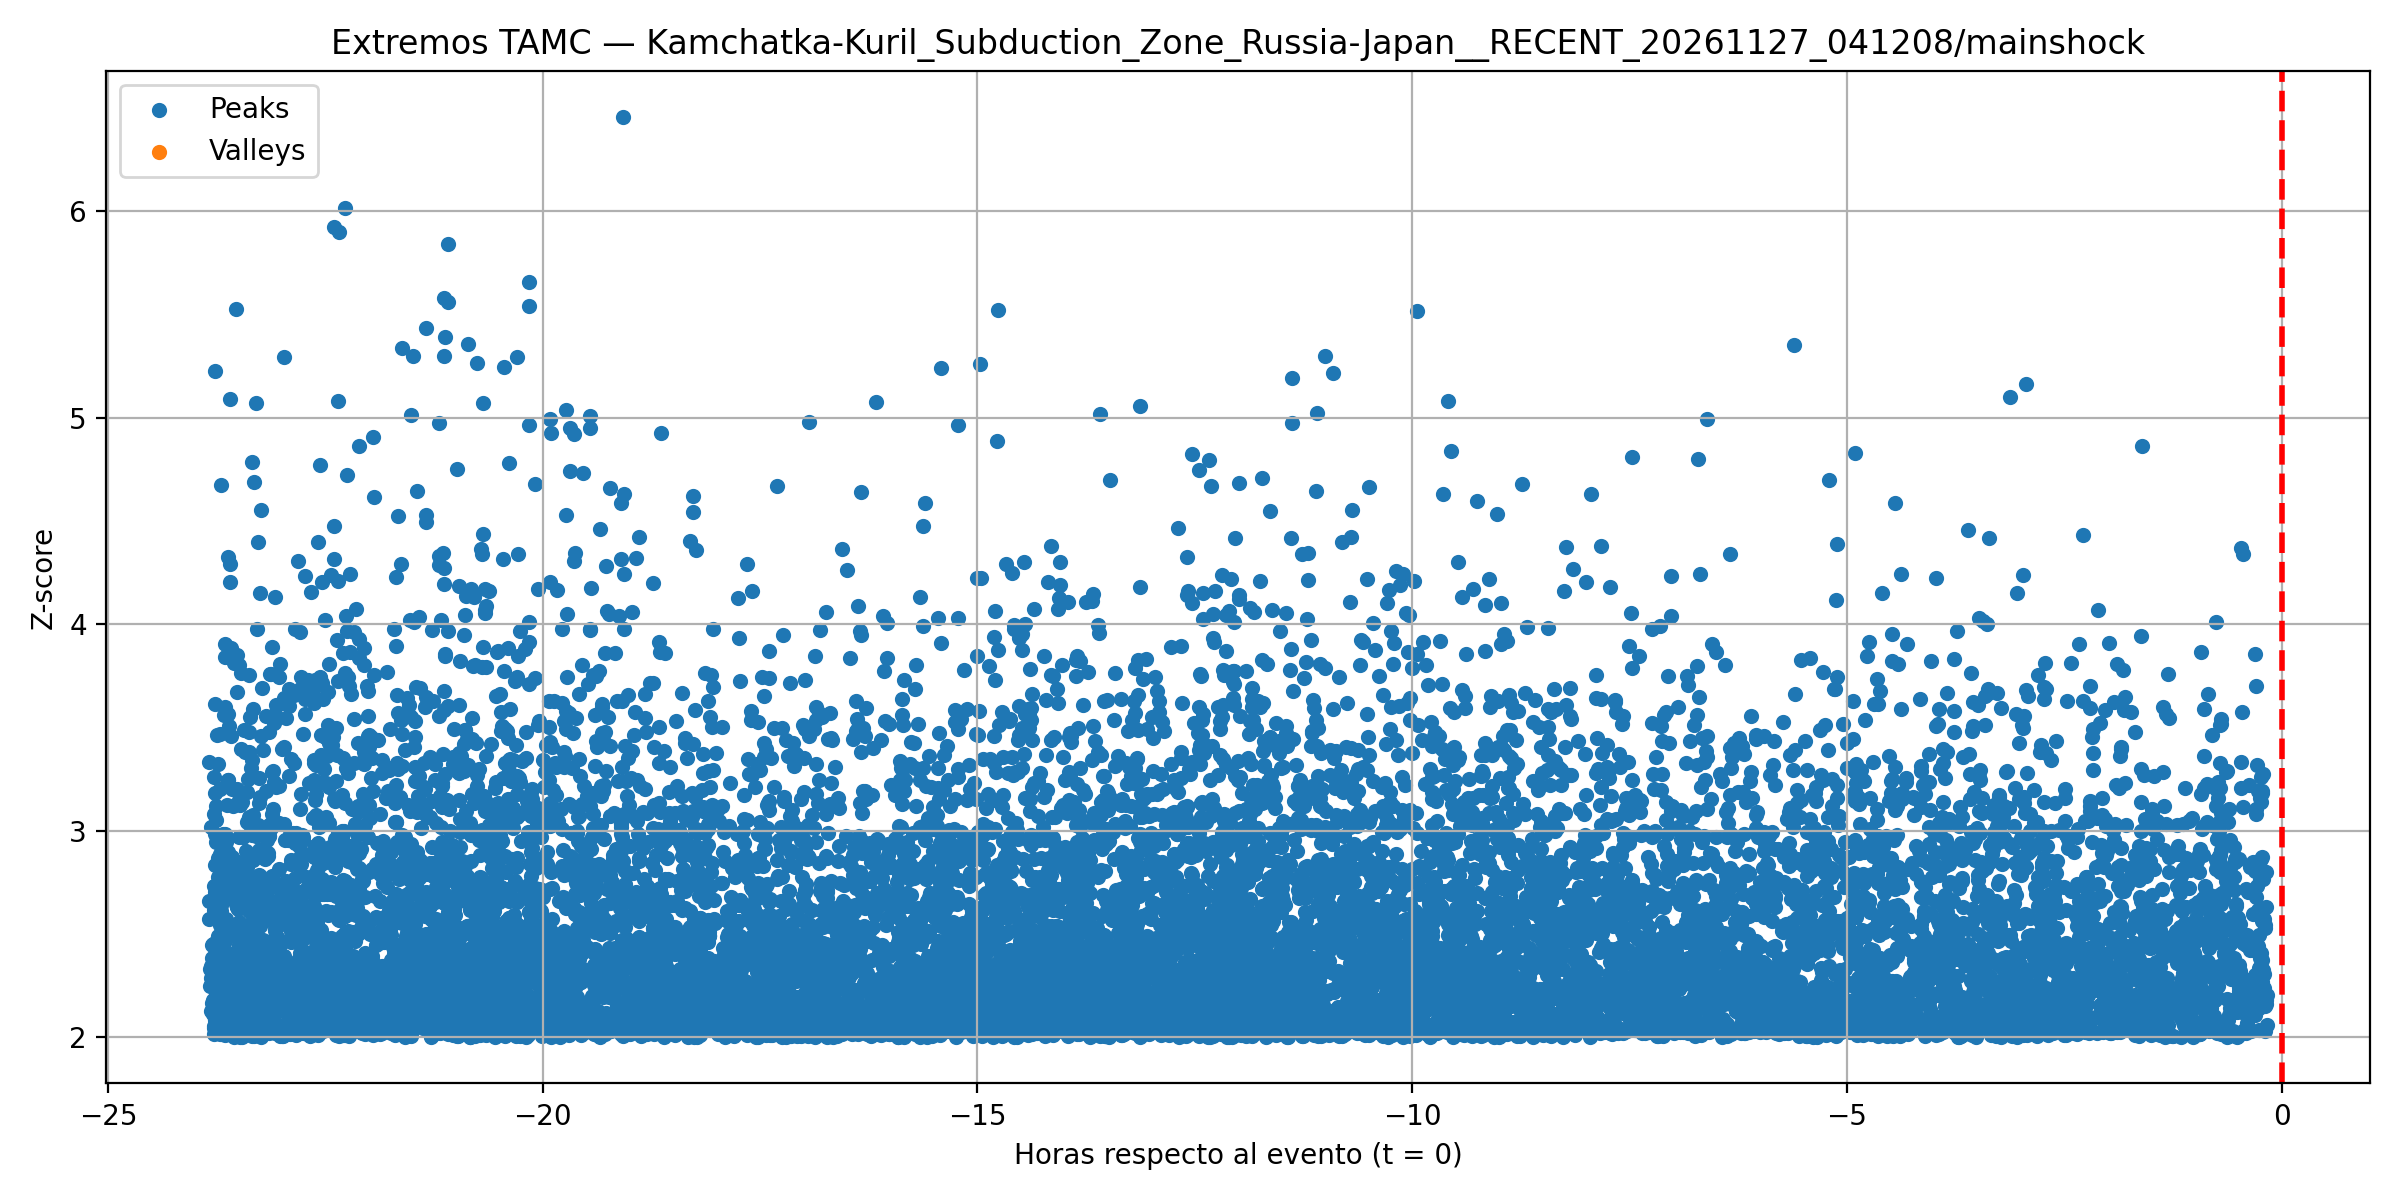 Extremos TAMC — Kamchatka-Kuril_Subduction_Zone_Russia-Japan__RECENT_20261127_041208/mainshock
Peaks
Valleys
6
5
4
3
2
Z-score
−25
−20
−15
−10
−5
0
Horas respecto al evento (t = 0)